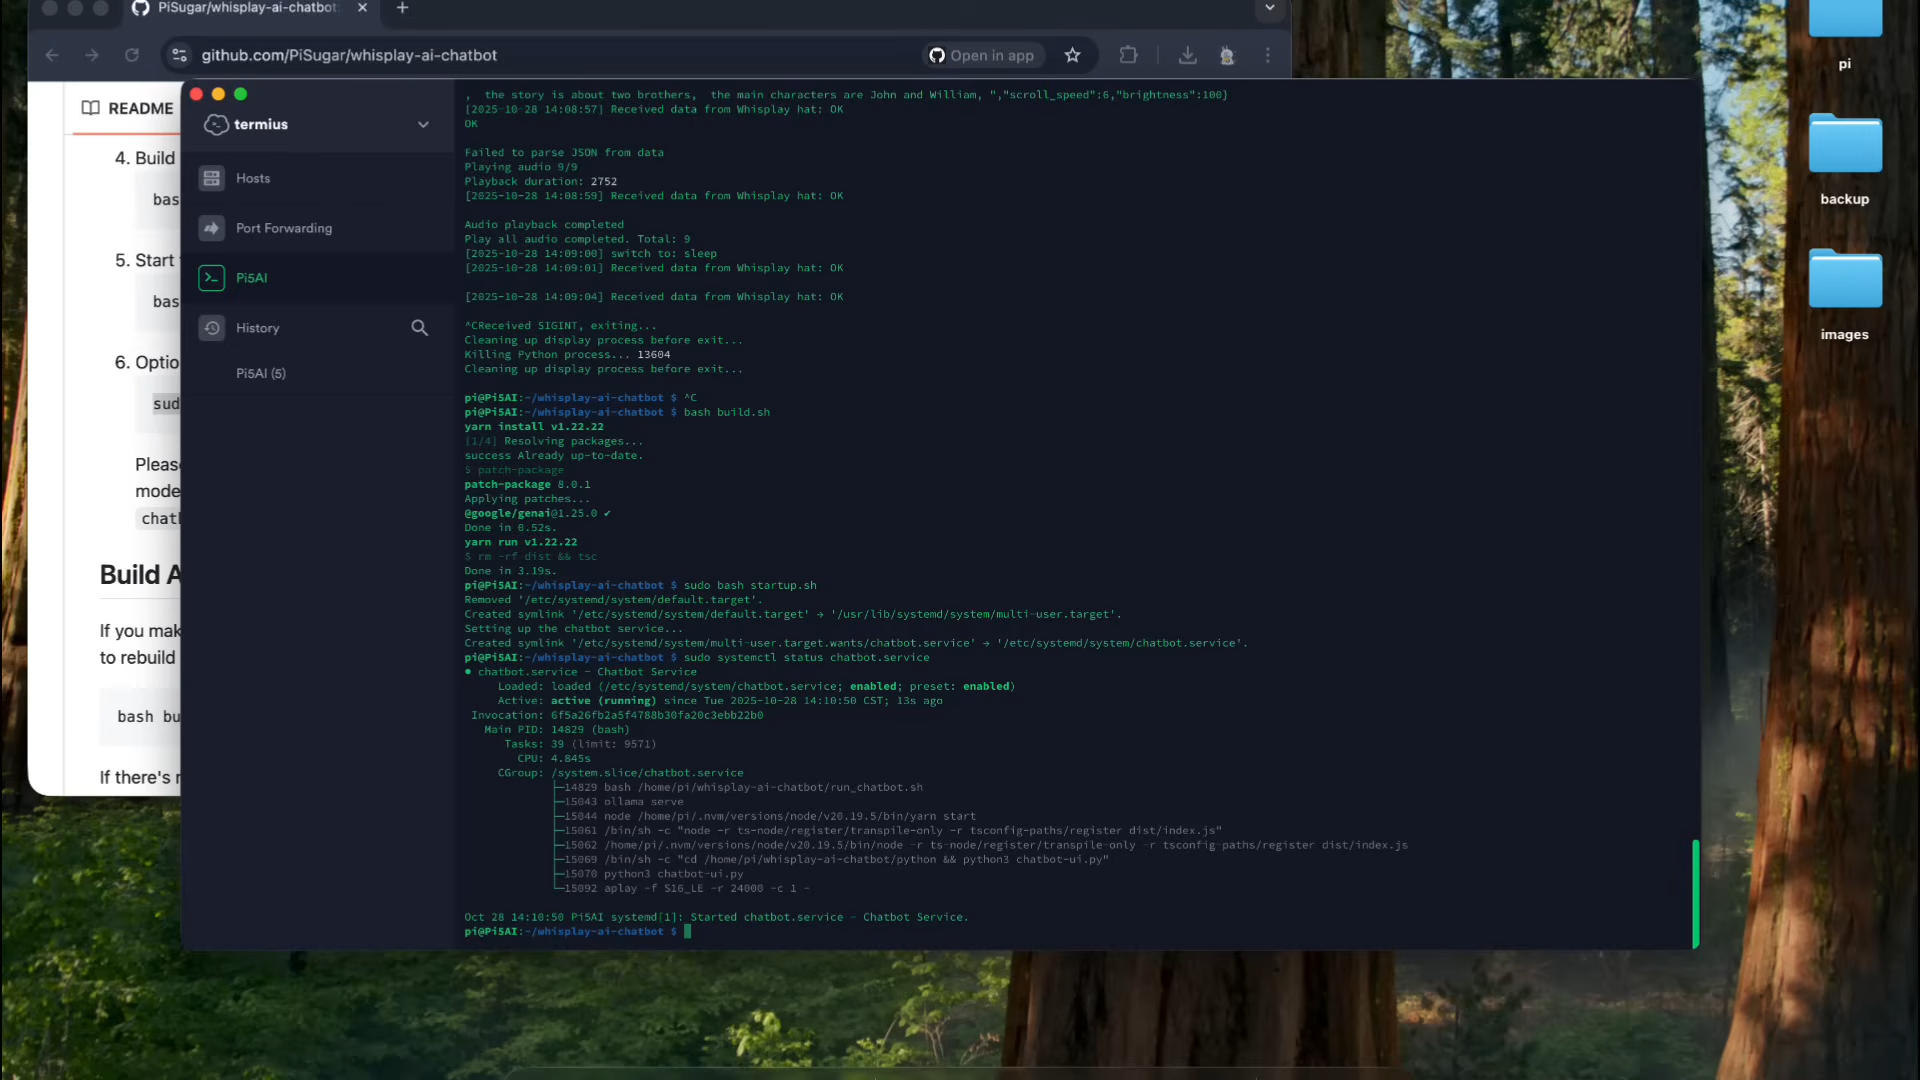 PiSugar/whisplay-ai-chatbot:
github.com/PiSugar/whisplay-ai-chatbot
Open in app
README
4. Build
bas
5. Start
bas
6. Optio
sud
Pleas
mode
chatl
Build A
If you mak
to rebuild
bash bu
If there's r
termius
Hosts
Port Forwarding
Pi5AI
History
Pi5AI (5)
,  the story is about two brothers,  the main characters are John and William, ","scroll_speed":6,"brightness":100}
[2025-10-28 14:08:57] Received data from Whisplay hat: OK
OK
Failed to parse JSON from data
Playing audio 9/9
Playback duration: 2752
[2025-10-28 14:08:59] Received data from Whisplay hat: OK
Audio playback completed
Play all audio completed. Total: 9
[2025-10-28 14:09:00] switch to: sleep
[2025-10-28 14:09:01] Received data from Whisplay hat: OK
[2025-10-28 14:09:04] Received data from Whisplay hat: OK
^CReceived SIGINT, exiting...
Cleaning up display process before exit...
Killing Python process... 13604
Cleaning up display process before exit...
pi@Pi5AI:~/whisplay-ai-chatbot $ ^C
pi@Pi5AI:~/whisplay-ai-chatbot $ bash build.sh
yarn install v1.22.22
[1/4] Resolving packages...
success Already up-to-date.
$ patch-package
patch-package 8.0.1
Applying patches...
@google/genai@1.25.0 ✔
Done in 0.52s.
yarn run v1.22.22
$ rm -rf dist && tsc
Done in 3.19s.
pi@Pi5AI:~/whisplay-ai-chatbot $ sudo bash startup.sh
Removed '/etc/systemd/system/default.target'.
Created symlink '/etc/systemd/system/default.target' → '/usr/lib/systemd/system/multi-user.target'.
Setting up the chatbot service...
Created symlink '/etc/systemd/system/multi-user.target.wants/chatbot.service' → '/etc/systemd/system/chatbot.service'.
pi@Pi5AI:~/whisplay-ai-chatbot $ sudo systemctl status chatbot.service
● chatbot.service - Chatbot Service
Loaded: loaded (/etc/systemd/system/chatbot.service; enabled; preset: enabled)
Active: active (running) since Tue 2025-10-28 14:10:50 CST; 13s ago
Invocation: 6f5a26fb2a5f4788b30fa20c3ebb22b0
Main PID: 14829 (bash)
Tasks: 39 (limit: 9571)
CPU: 4.845s
CGroup: /system.slice/chatbot.service
├─14829 bash /home/pi/whisplay-ai-chatbot/run_chatbot.sh
├─15043 ollama serve
├─15044 node /home/pi/.nvm/versions/node/v20.19.5/bin/yarn start
├─15061 /bin/sh -c "node -r ts-node/register/transpile-only -r tsconfig-paths/register dist/index.js"
├─15062 /home/pi/.nvm/versions/node/v20.19.5/bin/node -r ts-node/register/transpile-only -r tsconfig-paths/register dist/index.js
├─15069 /bin/sh -c "cd /home/pi/whisplay-ai-chatbot/python && python3 chatbot-ui.py"
├─15070 python3 chatbot-ui.py
└─15092 aplay -f S16_LE -r 24000 -c 1 -
Oct 28 14:10:50 Pi5AI systemd[1]: Started chatbot.service - Chatbot Service.
pi@Pi5AI:~/whisplay-ai-chatbot $
pi
backup
images